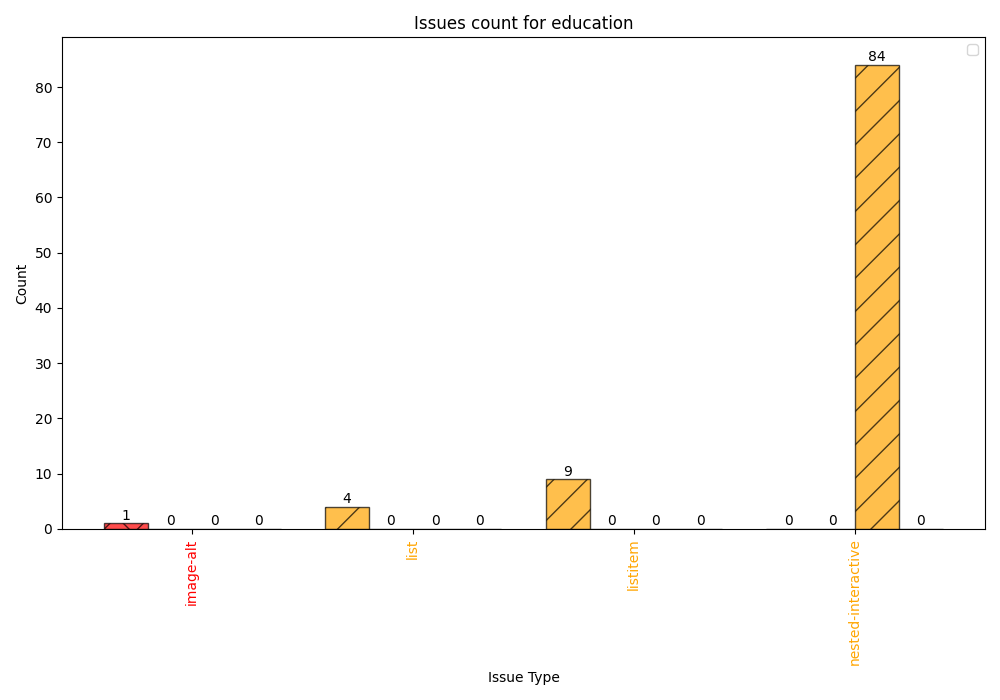 Issues count for education
Count
80
70
60
50
40
30
20
10
0
1 0 0 0
4 0 0 0
9 0 0 0
0 0 84 0
image-alt
list
listitem
nested-interactive
Issue Type